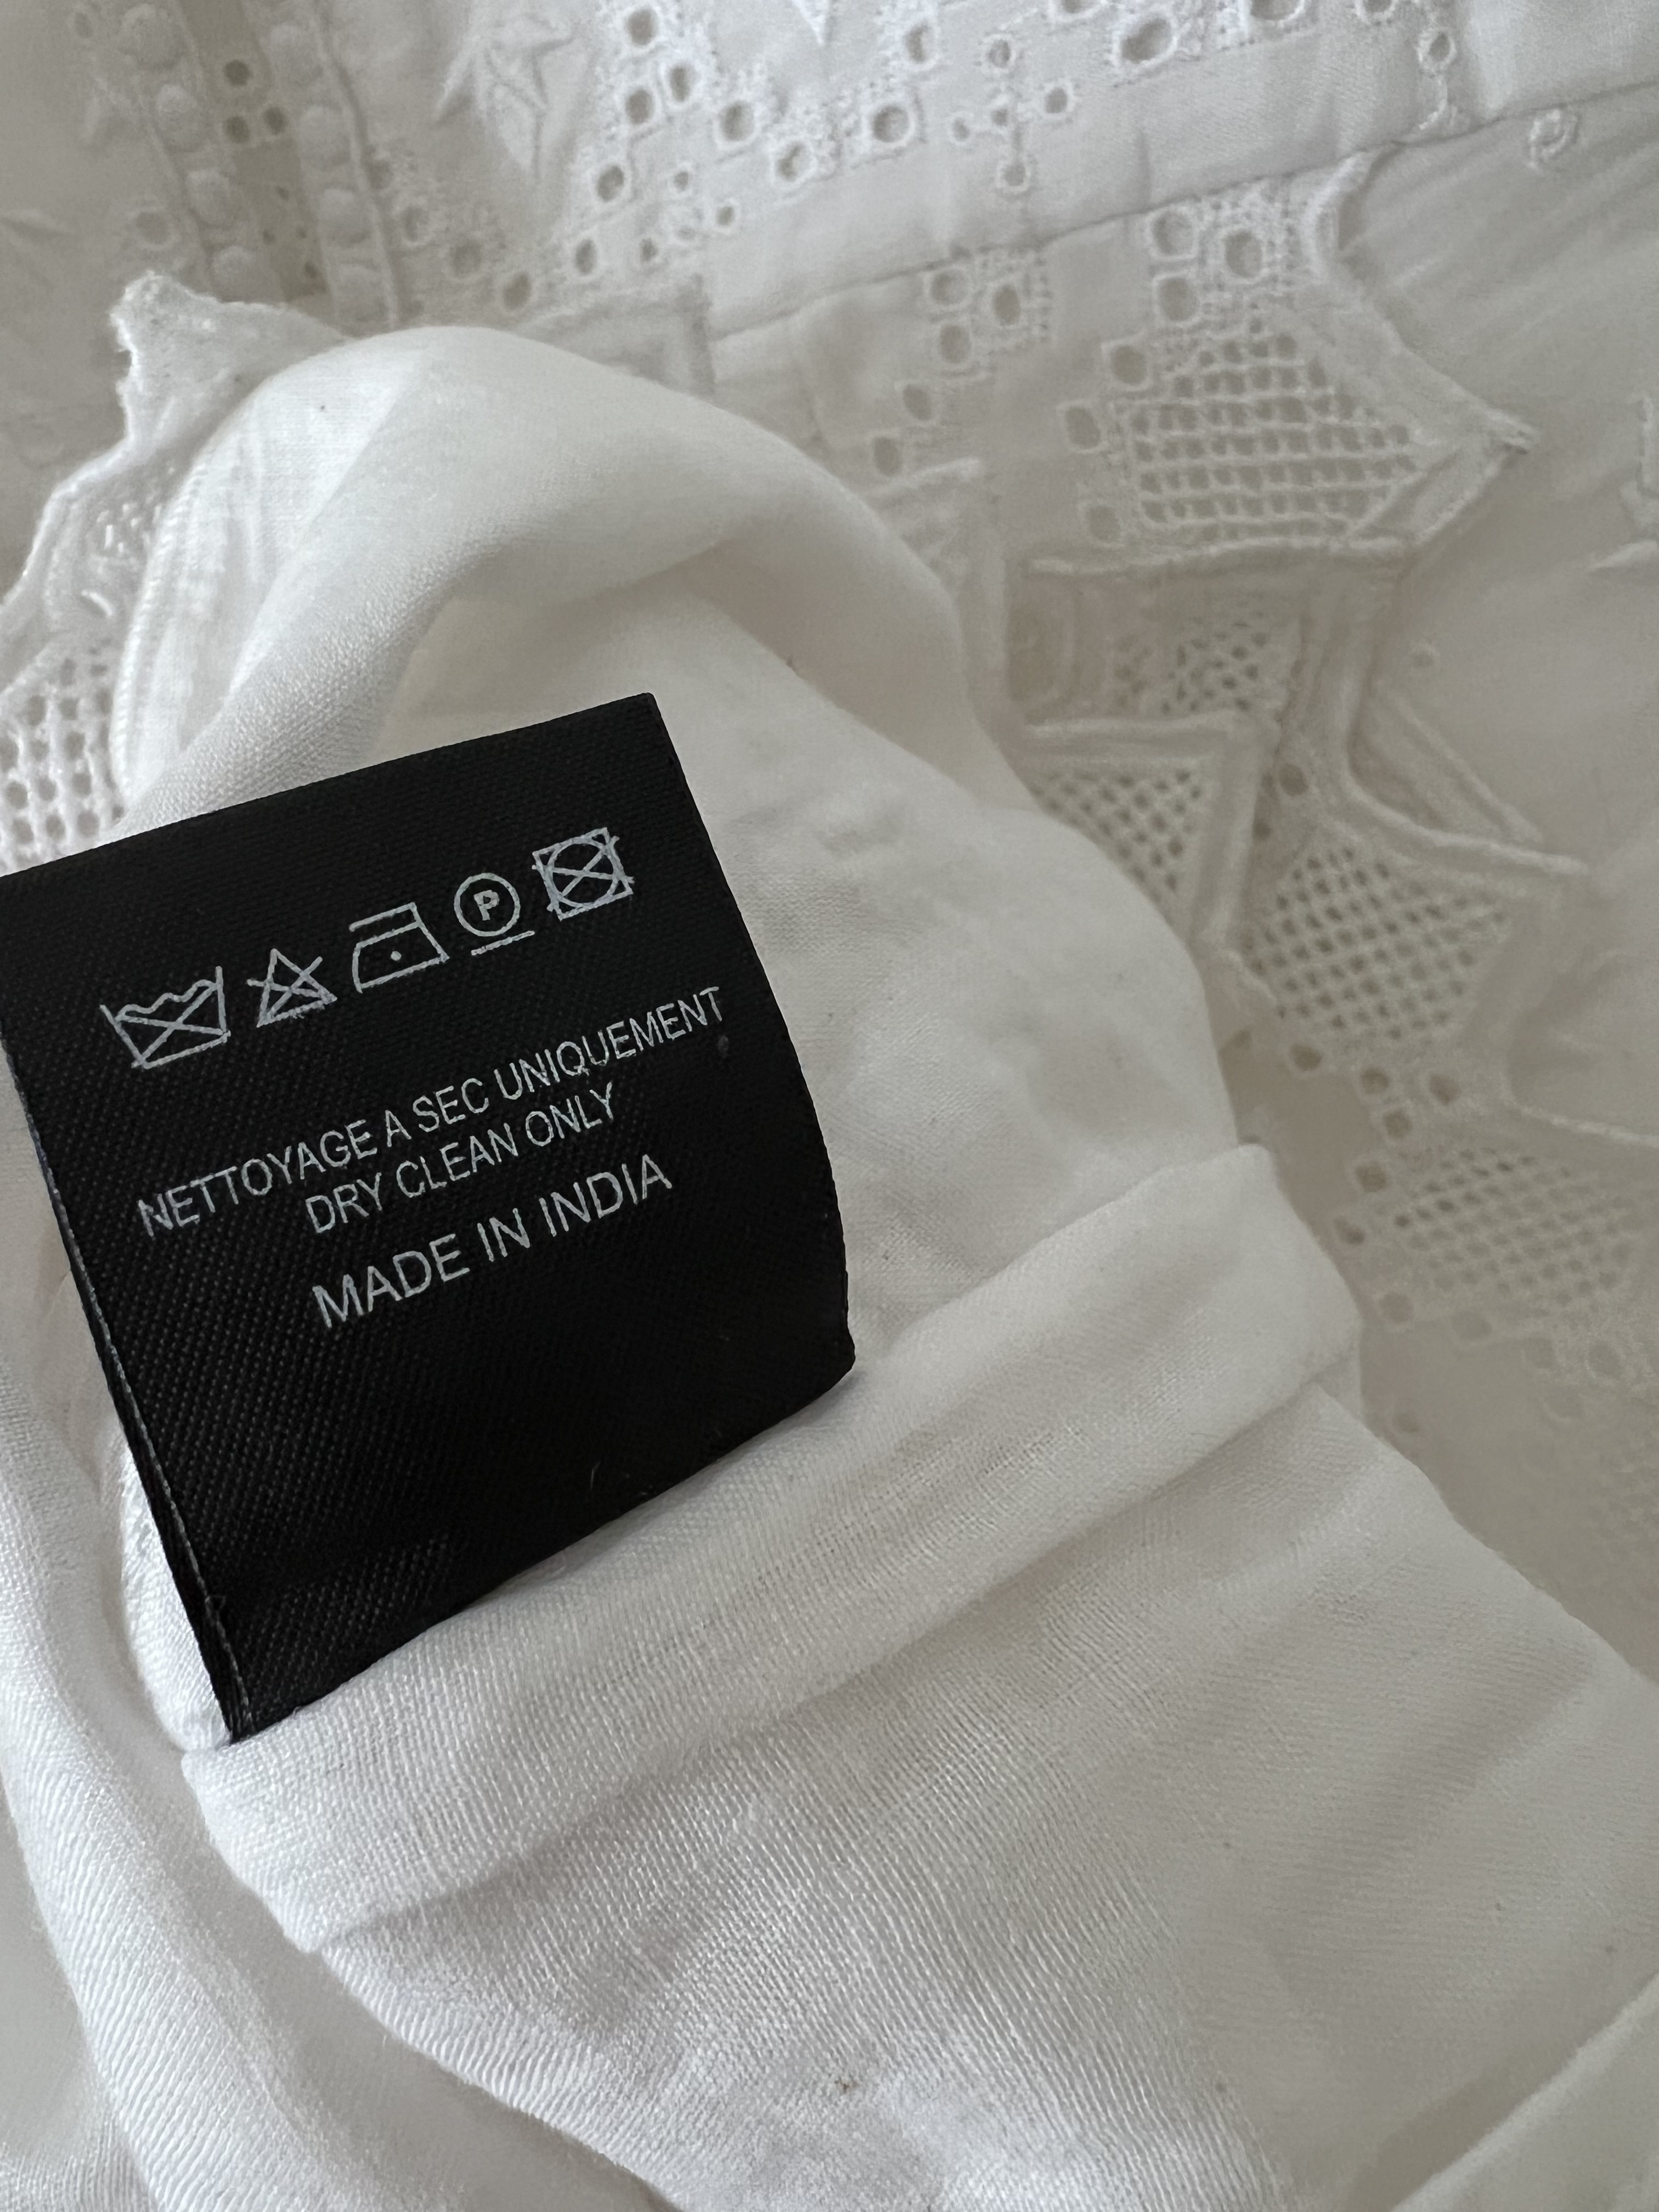 P
NETTOYAGE A SEC UNIQUEMENT
DRY CLEAN ONLY
MADE IN INDIA